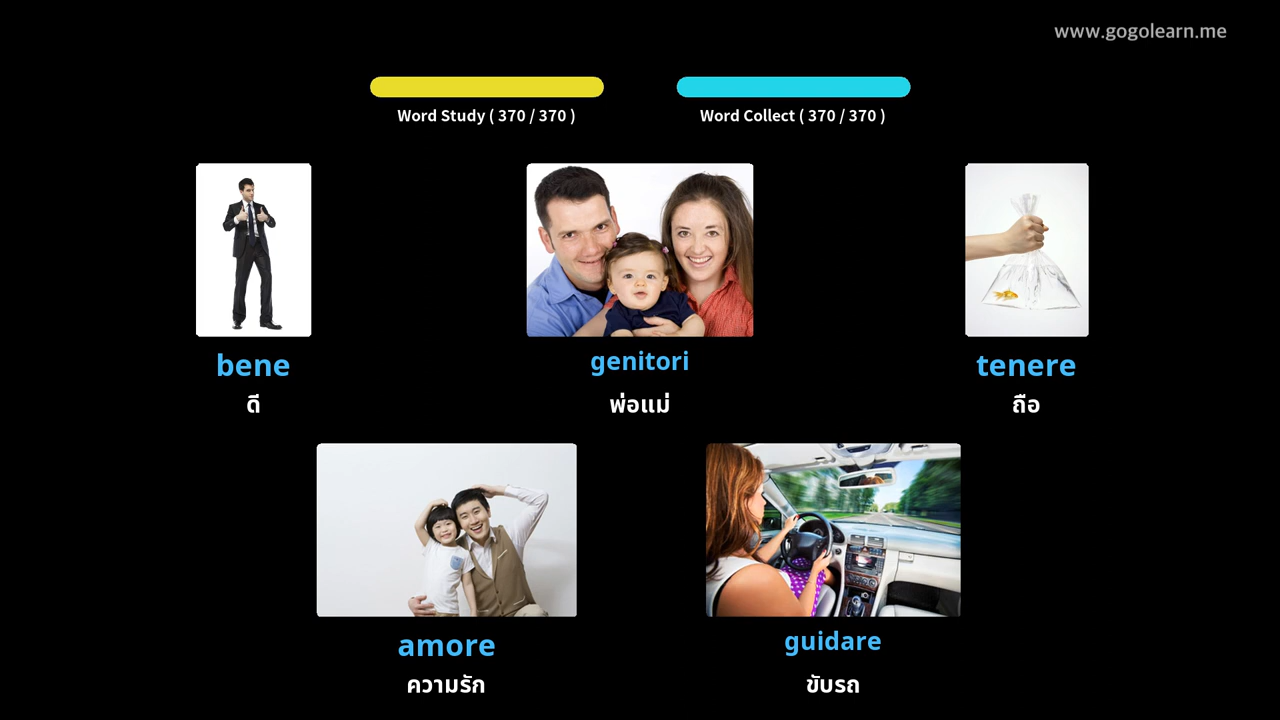 www.gogolearn.me
Word Study ( 370 / 370 )
Word Collect ( 370 / 370 )
bene
ดี
genitori
พ่อแม่
tenere
ถือ
amore
ความรัก
guidare
ขับรถ